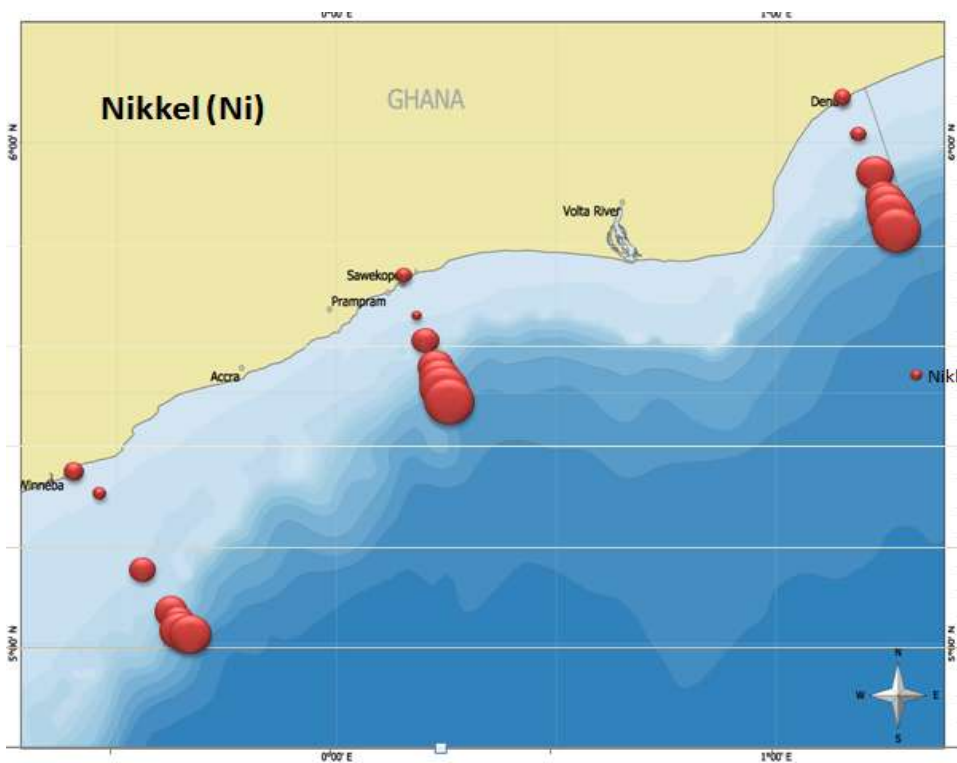 0°00' E
1°00' E
Nikkel (Ni)
GHANA
Dena
6°00' N
6°00' N
Volta River
Sawekope
Prampram
Accra
Nikk
Winneba
5°00' N
5°00' N
N
W
E
S
0°00' E
1°00' E